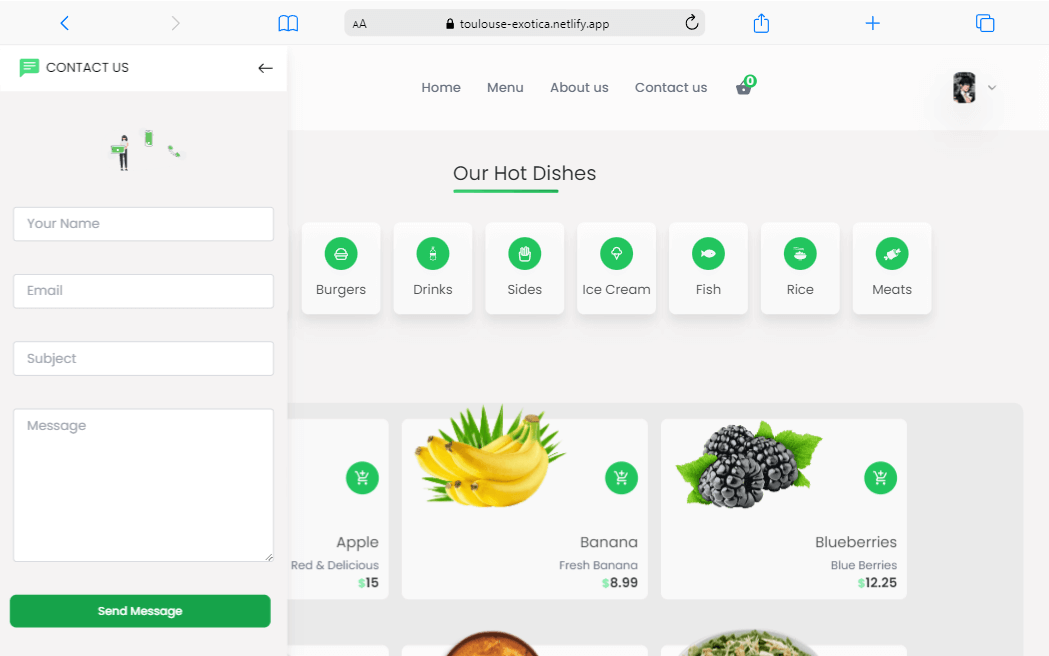 AA
toulouse-exotica.netlify.app
CONTACT US
Home Menu About us Contact us 0
Our Hot Dishes
Your Name
Email
Subject
Message
Send Message
Burgers Drinks Sides Ice Cream Fish Rice Meats
Apple
Red & Delicious
$15
Banana
Fresh Banana
$8.99
Blueberries
Blue Berries
$12.25